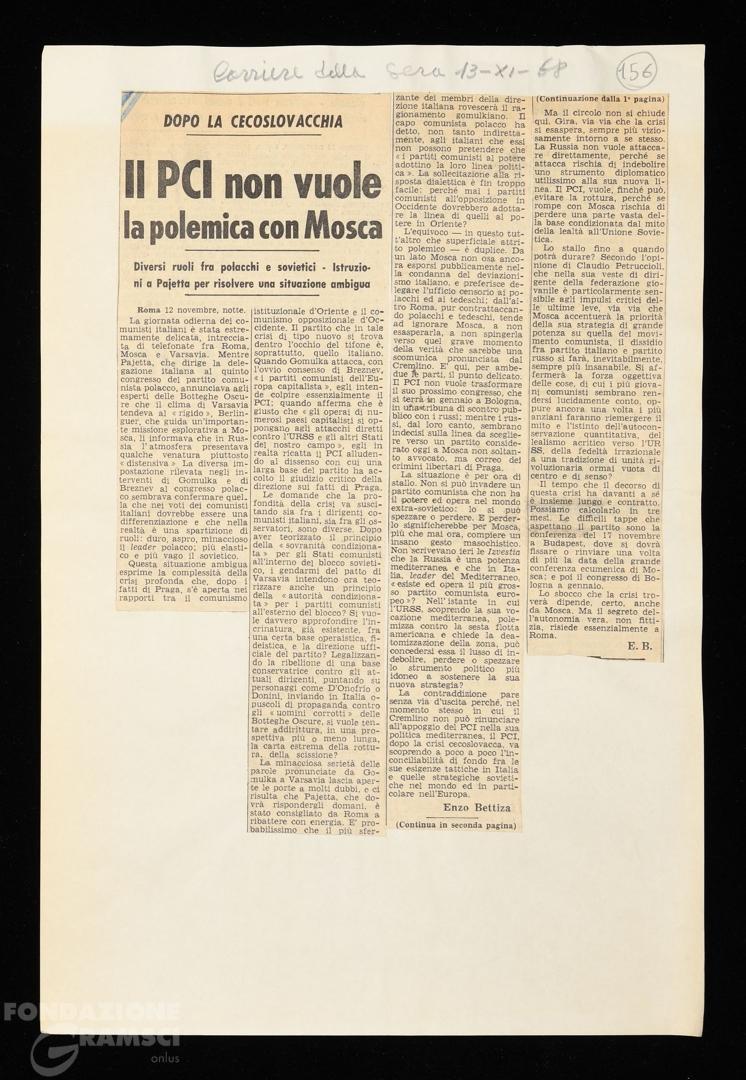 Corriere della Sera 13-XI-68
156
DOPO LA CECOSLOVACCHIA
Il PCI non vuole
la polemica con Mosca
Diversi ruoli fra polacchi e sovietici - Istruzio-
ni a Pajetta per risolvere una situazione ambigua
Roma 12 novembre, notte.
La giornata odierna dei co-
munisti italiani è stata estre-
mamente delicata, intreccia-
ta di telefonate fra Roma,
Mosca e Varsavia. Mentre
Pajetta, che dirige la dele-
gazione italiana al quinto
congresso del partito comu-
nista polacco, annunciava agli
esperti delle Botteghe Oscu-
re che il clima di Varsavia
tendeva al « rigido », Berlin-
guer, che guida un'importan-
te missione esplorativa a Mo-
sca, li informava che in Rus-
sia l'atmosfera presentava
qualche venatura piuttosto
« distensiva ». La diversa im-
postazione rilevata negli in-
terventi di Gomulka e di
Breznev al congresso polac-
co sembrava confermare quel-
la che nei voti dei comunisti
italiani dovrebbe essere una
differenziazione e che nella
realtà è una spartizione di
ruoli: duro, aspro, minaccioso
il leader polacco; più elasti-
co e più vago il sovietico.
Questa situazione ambigua
esprime la complessità della
crisi profonda che, dopo i
fatti di Praga, s'è aperta nei
rapporti tra il comunismo
istituzionale d'Oriente e il co-
munismo opposizionale d'Oc-
cidente. Il partito che in tale
crisi di tipo nuovo si trova
dentro l'occhio del tifone è,
soprattutto, quello italiano.
Quando Gomulka attacca, con
l'ovvio consenso di Breznev,
« i partiti comunisti dell'Eu-
ropa capitalista », egli inten-
de colpire essenzialmente il
PCI; quando afferma che è
giusto che « gli operai di nu-
merosi paesi capitalisti si op-
pongano agli attacchi diretti
contro l'URSS e gli altri Stati
del nostro campo », egli in
realtà ricatta il PCI alluden-
do al dissenso con cui una
larga base del partito ha ac-
colto il giudizio critico della
direzione sui fatti di Praga.
Le domande che la pro-
fondità della crisi va susci-
tando sia fra i dirigenti co-
munisti italiani, sia fra gli os-
servatori, sono diverse. Dopo
aver teorizzato il principio
della « sovranità condiziona-
ta » per gli Stati comunisti
all'interno del blocco sovieti-
co, i gendarmi del patto di
Varsavia intendono ora teo-
rizzare anche un principio
della « autorità condiziona-
ta » per i partiti comunisti
all'esterno del blocco? Si vuo-
le davvero approfondire l'in-
crinatura, già esistente, fra
una certa base operaistica, fi-
deistica, e la direzione uffi-
ciale del partito? Legalizzan-
do la ribellione di una base
conservatrice contro gli at-
tuali dirigenti, puntando su
personaggi come D'Onofrio o
Donini, inviando in Italia o-
puscoli di propaganda contro
gli « uomini corrotti » delle
Botteghe Oscure, si vuole ten-
tare addirittura, in una pro-
spettiva più o meno lunga,
la carta estrema della rottu-
ra, della scissione?
La minacciosa serietà delle
parole pronunciate da Go-
mulka a Varsavia lascia aper-
te le porte a molti dubbi, e ci
risulta che Pajetta, che do-
vrà rispondergli domani, è
stato consigliato da Roma a
ribattere con energia. E' pro-
babilissimo che il più sfer-
zante dei membri della dire-
zione italiana rovescerà il ra-
gionamento gomulkiano. Il
capo comunista polacco ha
detto, non tanto indiretta-
mente, agli italiani che essi
non possono pretendere che
« i partiti comunisti al potere
adottino la loro linea politi-
ca ». La sollecitazione alla ri-
sposta dialettica è fin troppo
facile: perché mai i partiti
comunisti all'opposizione in
Occidente dovrebbero adotta-
re la linea di quelli al po-
tere in Oriente?
L'equivoco — in questo tut-
t'altro che superficiale attri-
to polemico — è duplice. Da
un lato Mosca non osa anco-
ra esporsi pubblicamente nel-
la condanna del deviazioni-
smo italiano, e preferisce de-
legare l'ufficio censorio ai po-
lacchi ed ai tedeschi; dall'al-
tro Roma, pur contrattaccan-
do polacchi e tedeschi, tende
ad ignorare Mosca, a non
esasperarla, a non spingerla
verso quel grave momento
della verità che sarebbe una
scomunica pronunciata dal
Cremlino. E' qui, per ambe-
due le parti, il punto delicato.
Il PCI non vuole trasformare
il suo prossimo congresso, che
si terrà in gennaio a Bologna,
in una tribuna di scontro pub-
blico con i russi; mentre i rus-
si, dal loro canto, sembrano
indecisi sulla linea da sceglie-
re verso un partito conside-
rato oggi a Mosca non soltan-
to avvocato, ma correo dei
crimini libertari di Praga.
La situazione è per ora di
stallo. Non si può invadere un
partito comunista che non ha
il potere ed opera nel mondo
extra-sovietico: lo si può
spezzare o perdere. E perder-
lo significherebbe per Mosca,
più che mai ora, compiere un
insano gesto masochistico.
Non scrivevano ieri le Izvestia
che la Russia è una potenza
mediterranea e che in Ita-
lia, leader del Mediterraneo,
« esiste ed opera il più gros-
so partito comunista euro-
peo »? Nell'istante in cui
l'URSS, scoprendo la sua vo-
cazione mediterranea, pole-
mizza contro la sesta flotta
americana e chiede la dea-
tomizzazione della zona, può
concedersi essa il lusso di in-
debolire, perdere o spezzare
lo strumento politico più
idoneo a sostenere la sua
nuova strategia?
La contraddizione pare
senza via d'uscita perché, nel
momento stesso in cui il
Cremlino non può rinunciare
all'appoggio del PCI nella sua
politica mediterranea, il PCI,
dopo la crisi cecoslovacca, va
scoprendo a poco a poco l'in-
conciliabilità di fondo fra le
sue esigenze tattiche in Italia
e quelle strategiche sovieti-
che nel mondo ed in parti-
colare nell'Europa.
Enzo Bettiza
(Continua in seconda pagina)
(Continuazione dalla 1ª pagina)
Ma il circolo non si chiude
qui. Gira, via via che la crisi
si esaspera, sempre più vizio-
samente intorno a se stesso.
La Russia non vuole attacca-
re direttamente, perché se
attacca rischia di indebolire
uno strumento diplomatico
utilissimo alla sua nuova li-
nea. Il PCI, vuole, finché può,
evitare la rottura, perché se
rompe con Mosca rischia di
perdere una parte vasta del-
la base condizionata dal mito
della lealtà all'Unione Sovie-
tica.
Lo stallo fino a quando
potrà durare? Secondo l'opi-
nione di Claudio Petruccioli,
che nella sua veste di diri-
gente della federazione gio-
vanile è particolarmente sen-
sibile agli impulsi critici del-
le ultime leve, via via che
Mosca accentuerà la priorità
della sua strategia di grande
potenza su quella del movi-
mento comunista, il dissidio
fra partito italiano e partito
russo si farà, inevitabilmente,
sempre più insanabile. Si af-
fermerà la forza oggettiva
delle cose, di cui i più giova-
ni comunisti sembrano ren-
dersi lucidamente conto, op-
pure ancora una volta i più
anziani faranno riemergere il
mito e l'istinto dell'autocon-
servazione quantitativa, del
lealismo acritico verso l'UR
SS, della fedeltà irrazionale
a una tradizione di unità ri-
voluzionaria ormai vuota di
centro e di senso?
Il tempo che il decorso di
questa crisi ha davanti a sé
è insieme lungo e contratto.
Possiamo calcolarlo in tre
mesi. Le difficili tappe che
aspettano il partito sono la
conferenza del 17 novembre
a Budapest, dove si dovrà
fissare o rinviare una volta
di più la data della grande
conferenza ecumenica di Mo-
sca; e poi il congresso di Bo-
logna a gennaio.
Lo sbocco che la crisi tro-
verà dipende, certo, anche
da Mosca. Ma il segreto del-
l'autonomia vera, non fitti-
zia, risiede essenzialmente a
Roma.
E. B.
FONDAZIONE
GRAMSCI
onlus